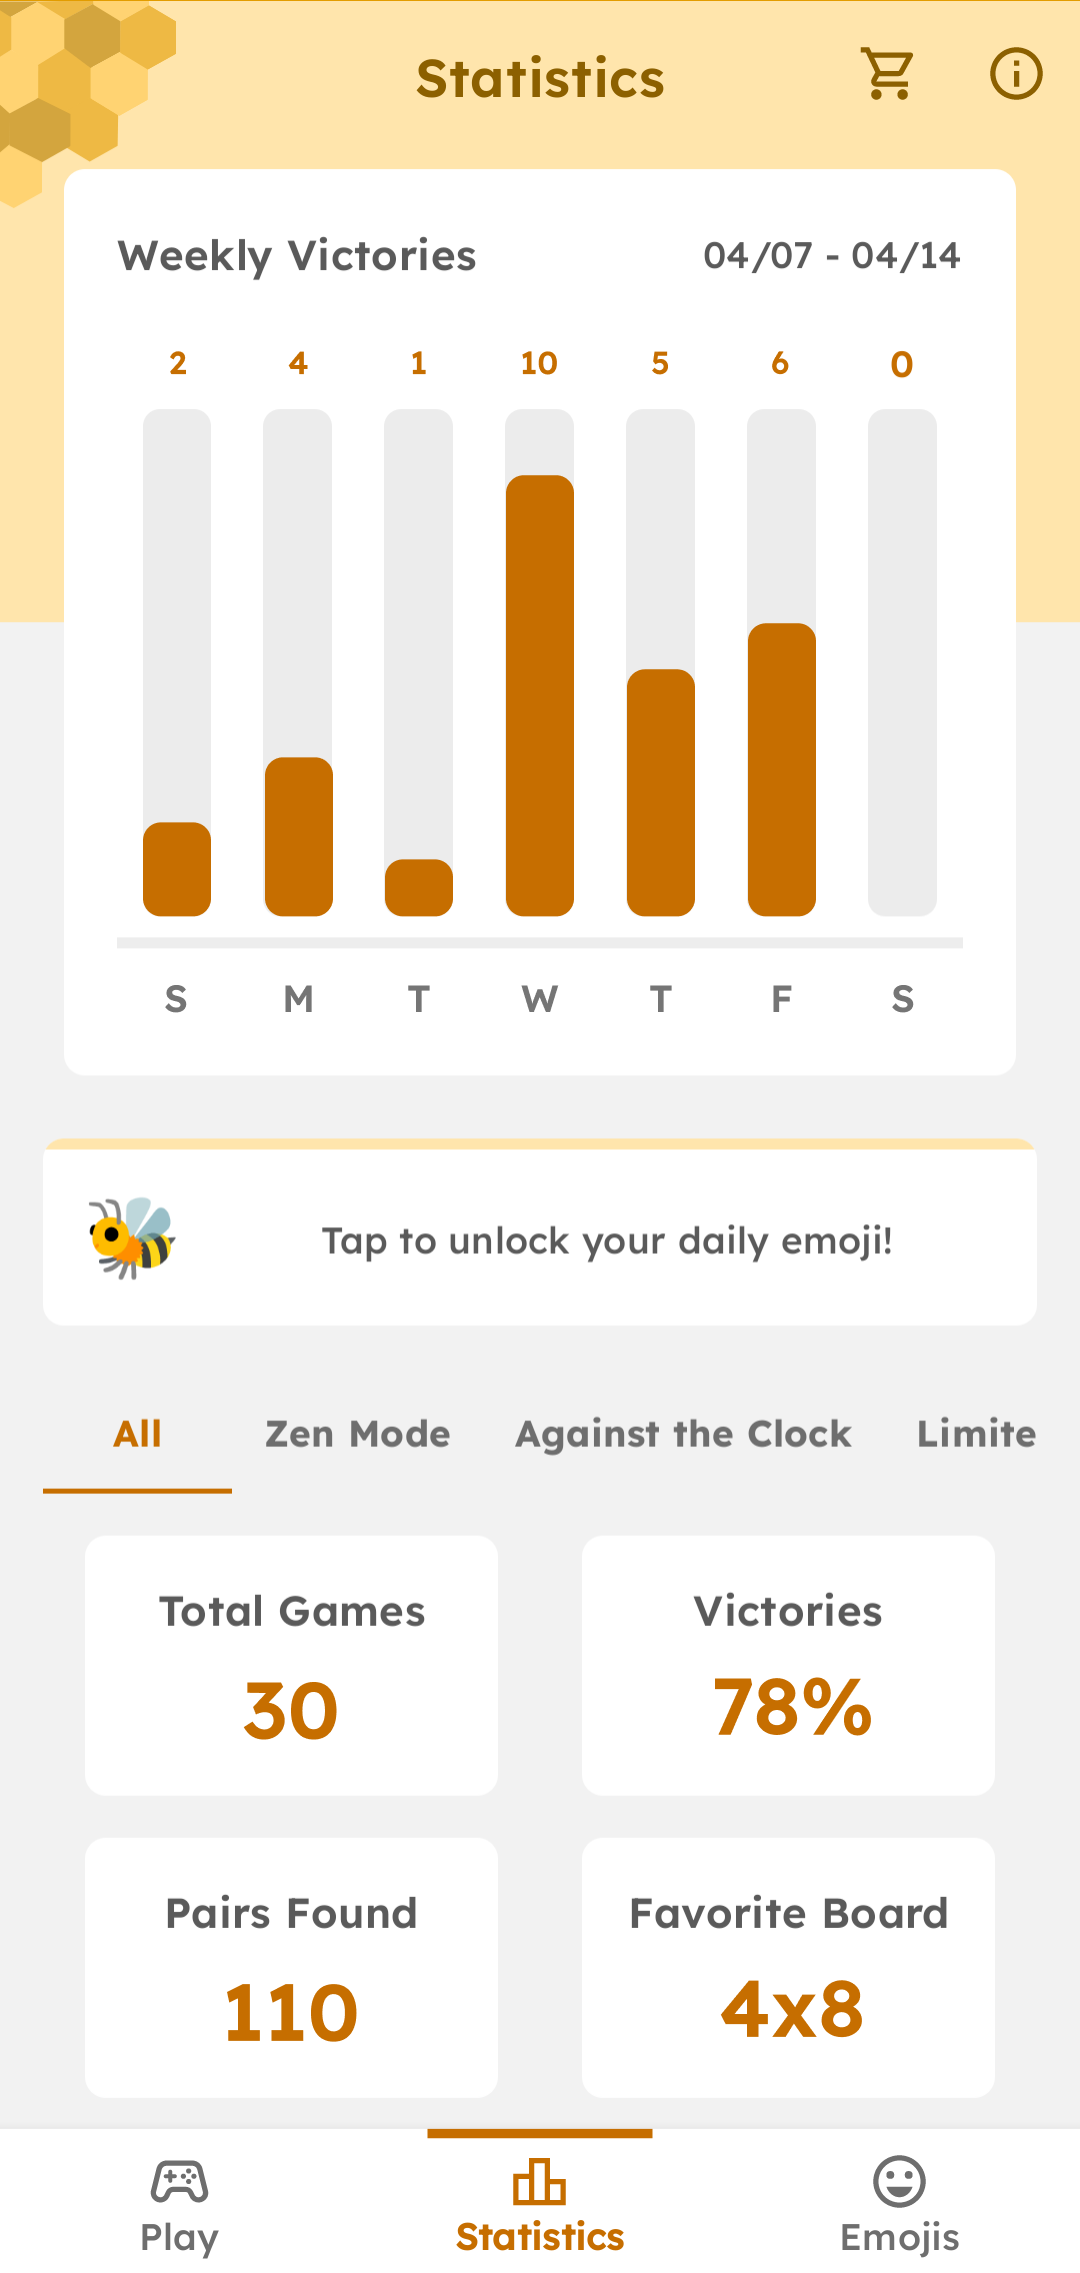 Statistics
Weekly Victories 04/07 - 04/14
2 4 1 10 5 6 0
S M T W T F S
Tap to unlock your daily emoji!
All Zen Mode Against the Clock Limite
Total Games Victories
30 78%
Pairs Found Favorite Board
110 4x8
Play Statistics Emojis